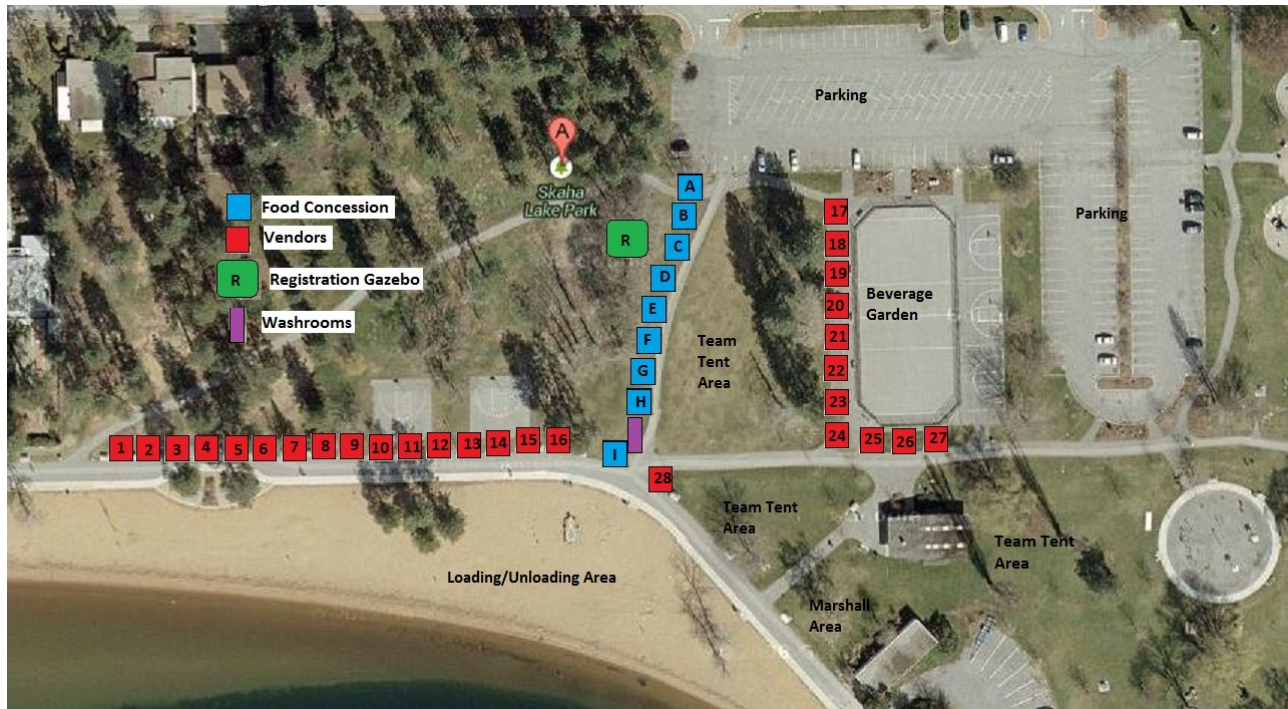 Parking
A
Skaha
Lake Park
A
B
C
D
E
F
G
H
I
R
Food Concession
Vendors
R
Registration Gazebo
Washrooms
Parking
17
18
19
20
21
22
23
24
25
26
27
28
Beverage
Garden
Team
Tent
Area
1
2
3
4
5
6
7
8
9
10
11
12
13
14
15
16
Team Tent
Area
Team Tent
Area
Loading/Unloading Area
Marshall
Area